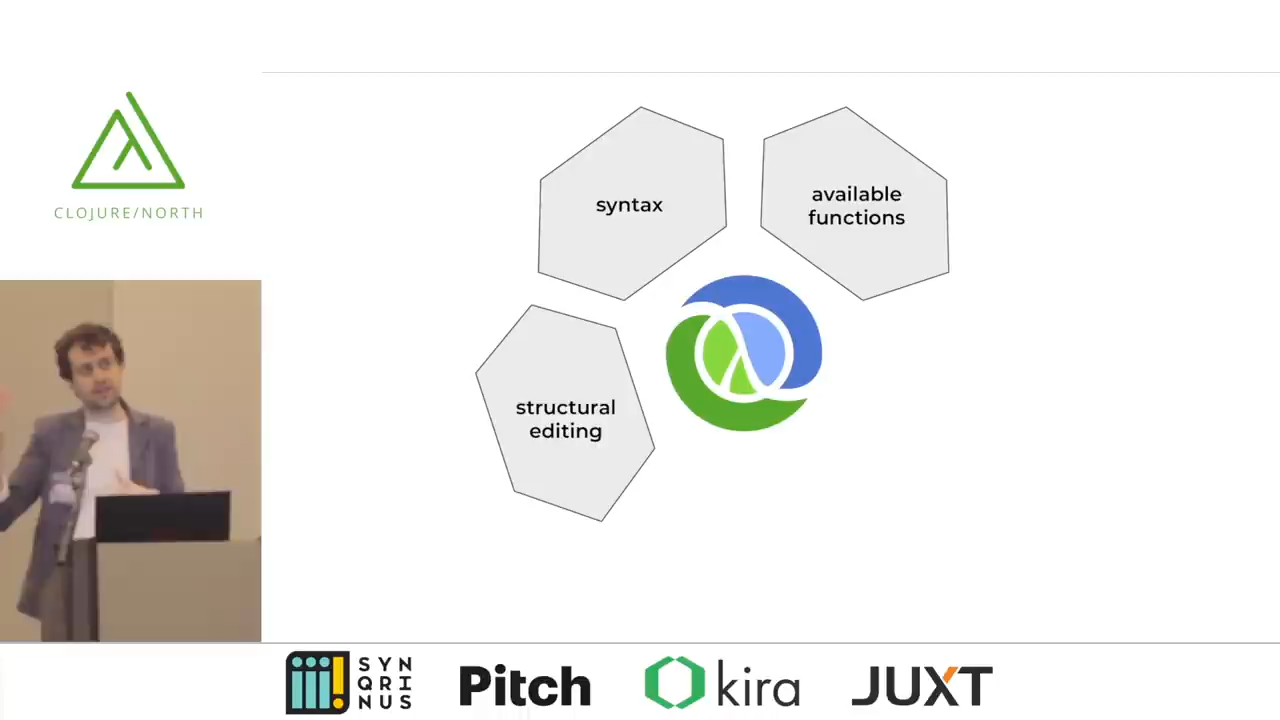 CLOJURE/NORTH
syntax
available
functions
structural
editing
SYN
QRI
NUS
Pitch
kira
JUXT